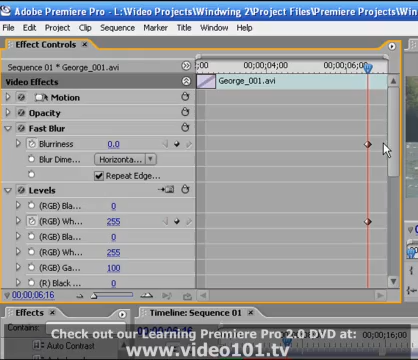 Adobe Premiere Pro - L:\Video Projects\Windwing 2\Project Files\Premiere Projects\Win
File Edit Project Clip Sequence Marker Title Window Help
Effect Controls
Sequence 01 * George_001.avi
;00 00;00;04;00 00;00;06;00
Video Effects
George_001.avi
Motion
Opacity
Fast Blur
Blurriness 0.0
Blur Dime... Horizonta...
Repeat Edge...
Levels
(RGB) Bla... 0
(RGB) Wh... 255
(RGB) Bla... 0
(RGB) Wh... 255
(RGB) Ga... 100
(R) Black ... 0
00;00;06;16
Effects
Timeline: Sequence 01
Contains:
Check out our Learning Premiere Pro 2.0 DVD at:
Auto Contrast
www.video101.tv